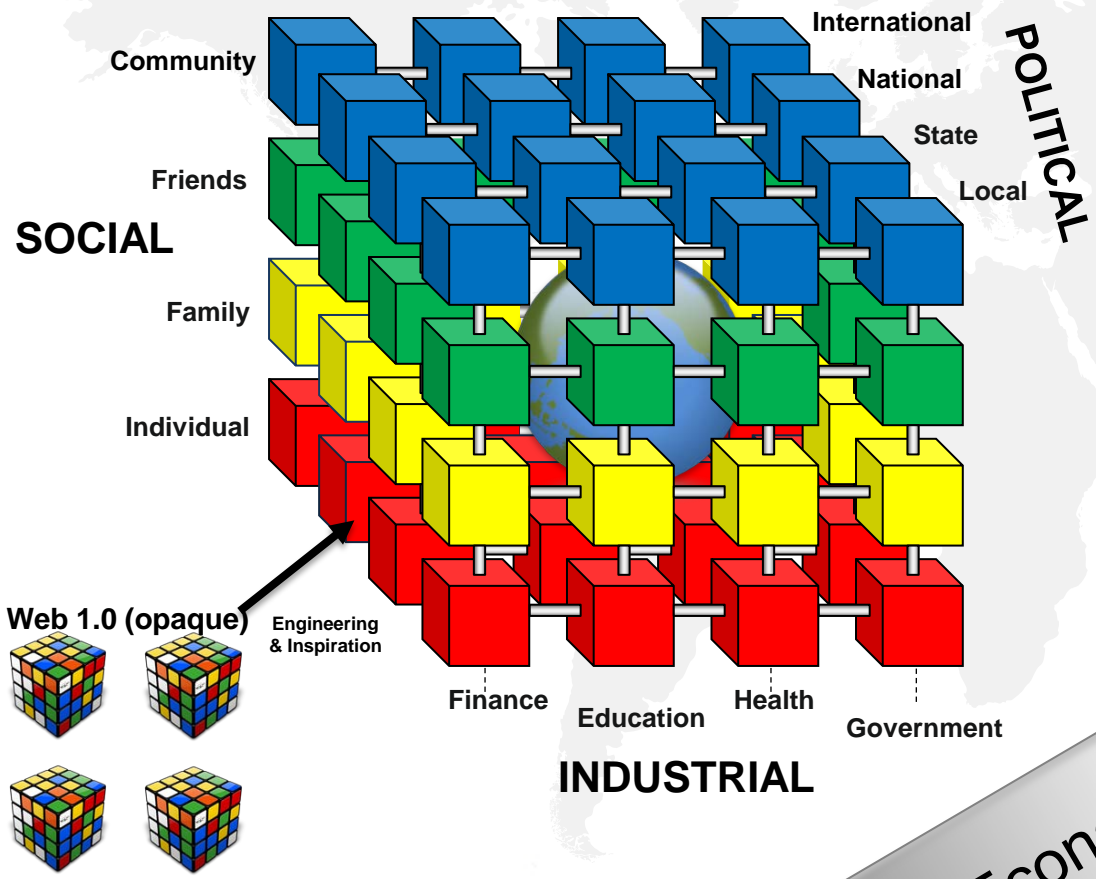 International
Community
National
State
Friends
Local
POLITICAL
SOCIAL
Family
Individual
Web 1.0 (opaque)
Engineering
& Inspiration
Finance
Education
Health
Government
INDUSTRIAL